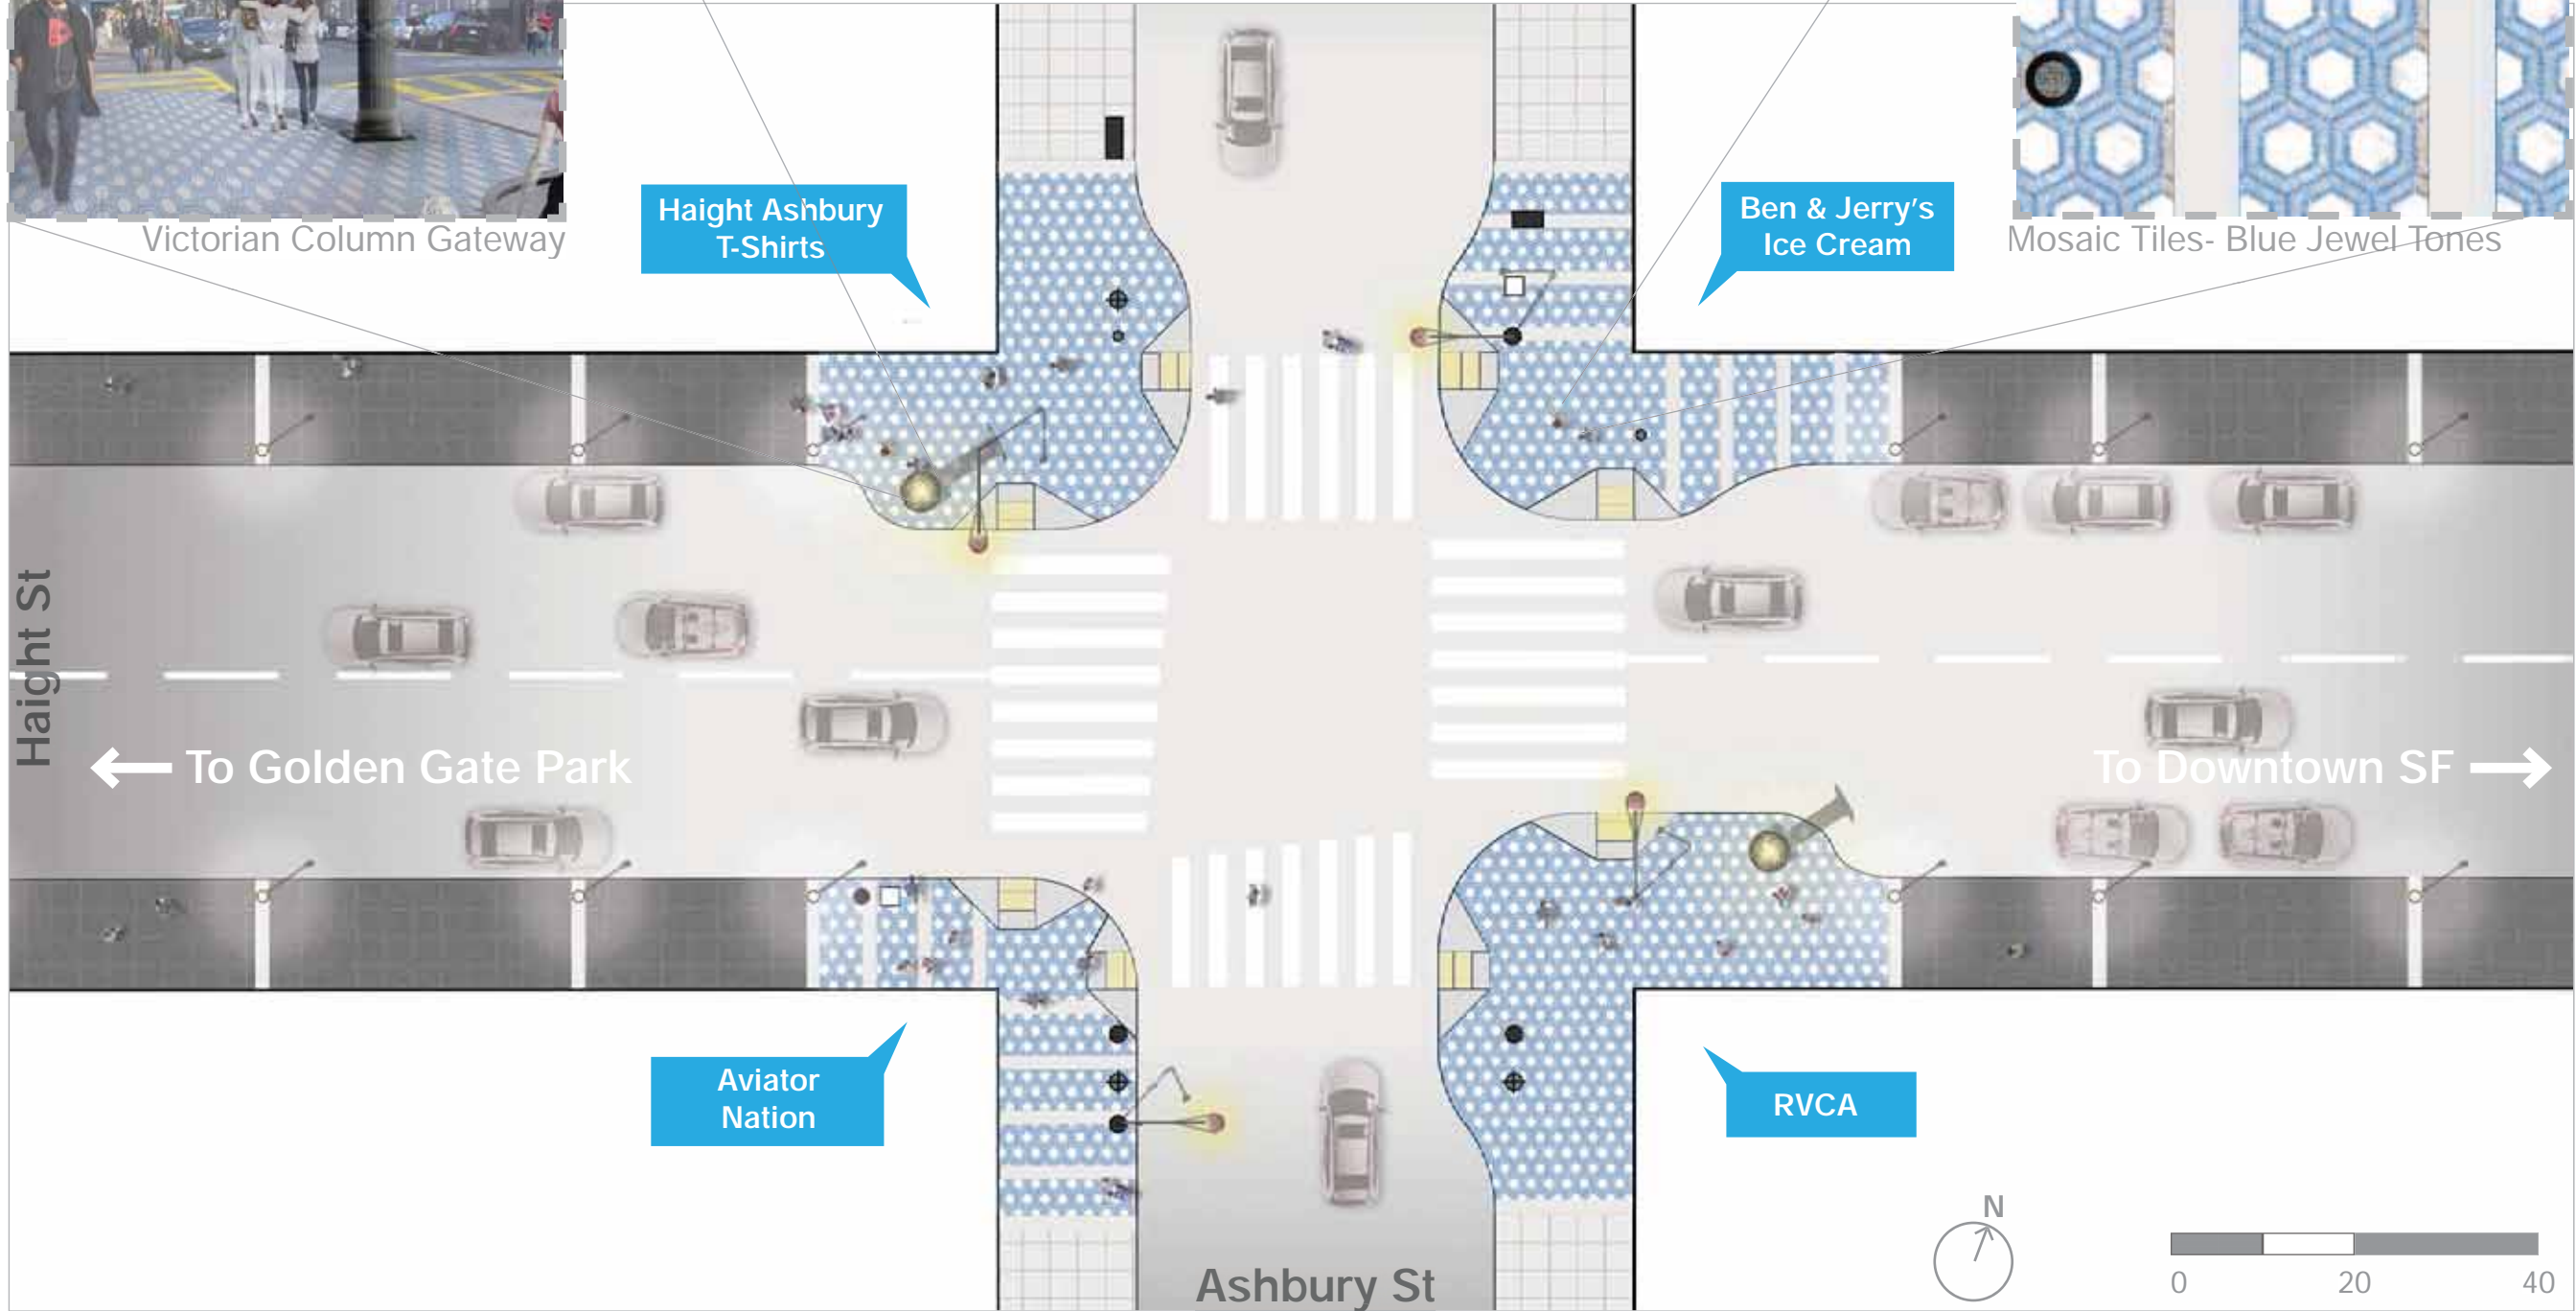 Victorian Column Gateway
Haight Ashbury
T-Shirts
Ben & Jerry's
Ice Cream
Mosaic Tiles- Blue Jewel Tones
Haight St
To Golden Gate Park
To Downtown SF
Aviator
Nation
RVCA
Ashbury St
N
0 20 40